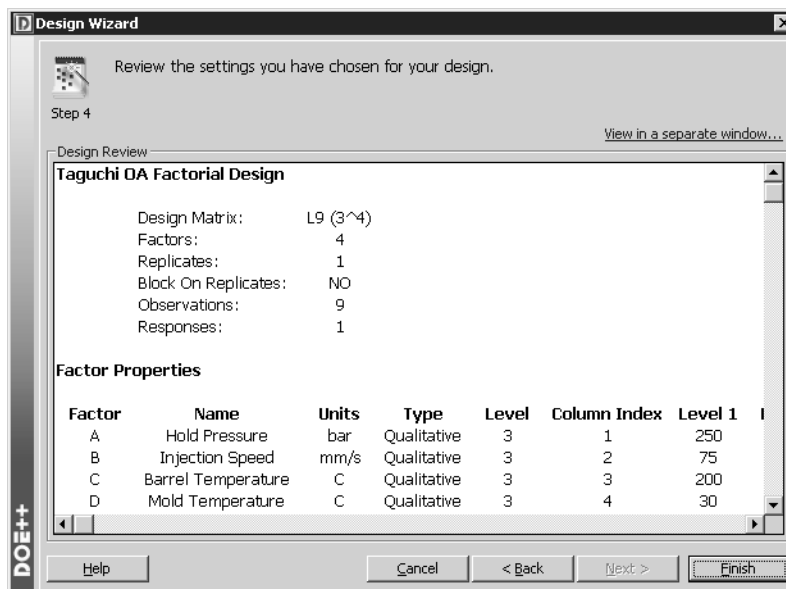 Design Wizard
Review the settings you have chosen for your design.
Step 4
View in a separate window...
Design Review
Taguchi OA Factorial Design
Design Matrix: L9 (3^4)
Factors: 4
Replicates: 1
Block On Replicates: NO
Observations: 9
Responses: 1
Factor Properties
Factor Name Units Type Level Column Index Level 1
A Hold Pressure bar Qualitative 3 1 250
B Injection Speed mm/s Qualitative 3 2 75
C Barrel Temperature C Qualitative 3 3 200
D Mold Temperature C Qualitative 3 4 30
DOE++
Help Cancel < Back Next > Finish